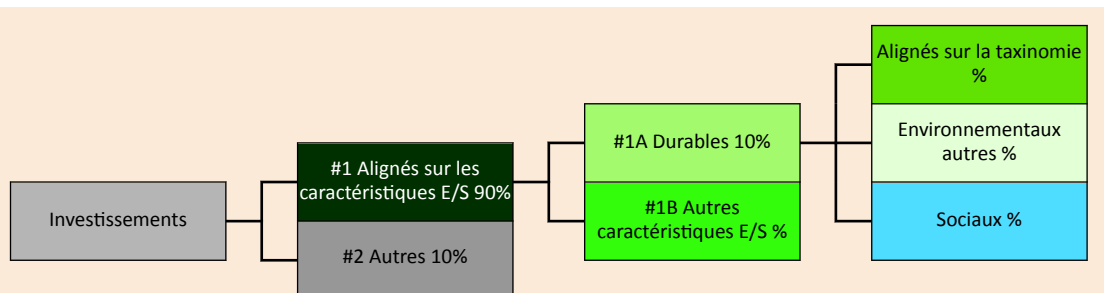 Investissements
#1 Alignés sur les
caractéristiques E/S 90%
#2 Autres 10%
#1A Durables 10%
#1B Autres
caractéristiques E/S %
Alignés sur la taxinomie
%
Environnementaux
autres %
Sociaux %